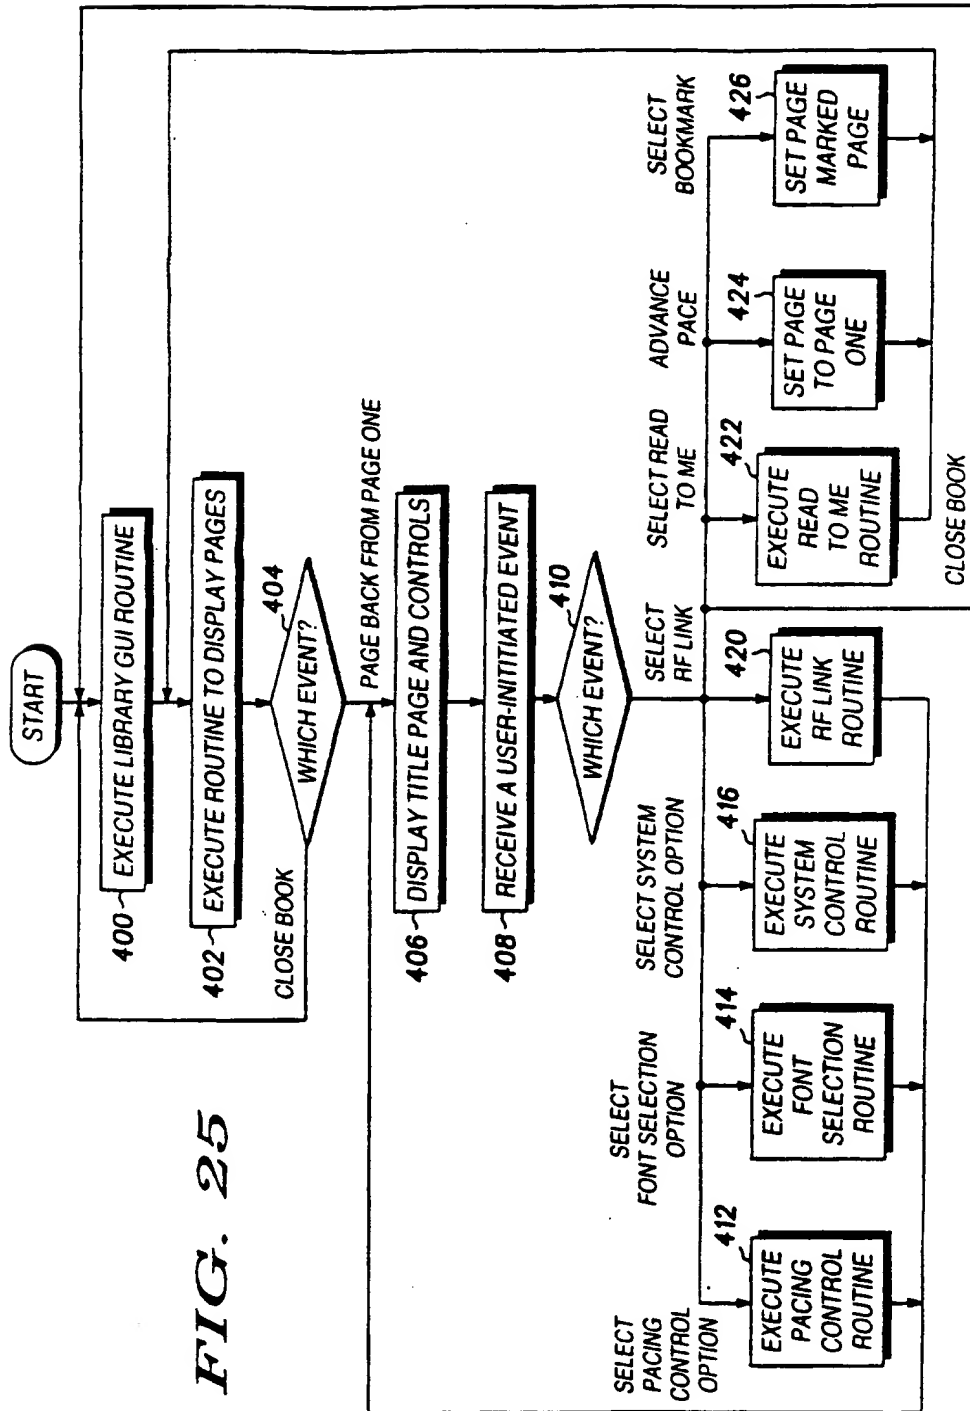 START
400
EXECUTE LIBRARY GUI ROUTINE
402
EXECUTE ROUTINE TO DISPLAY PAGES
404
WHICH EVENT?
CLOSE BOOK
PAGE BACK FROM PAGE ONE
406
DISPLAY TITLE PAGE AND CONTROLS
408
RECEIVE A USER-INITITIATED EVENT
410
WHICH EVENT?
SELECT
PACING
CONTROL
OPTION
412
EXECUTE
PACING
CONTROL
ROUTINE
SELECT
FONT SELECTION
OPTION
414
EXECUTE
FONT
SELECTION
ROUTINE
SELECT SYSTEM
CONTROL OPTION
416
EXECUTE
SYSTEM
CONTROL
ROUTINE
SELECT
RF LINK
420
EXECUTE
RF LINK
ROUTINE
SELECT READ
TO ME
422
EXECUTE
READ
TO ME
ROUTINE
ADVANCE
PACE
424
SET PAGE
TO PAGE
ONE
SELECT
BOOKMARK
426
SET PAGE
MARKED
PAGE
CLOSE BOOK
FIG. 25